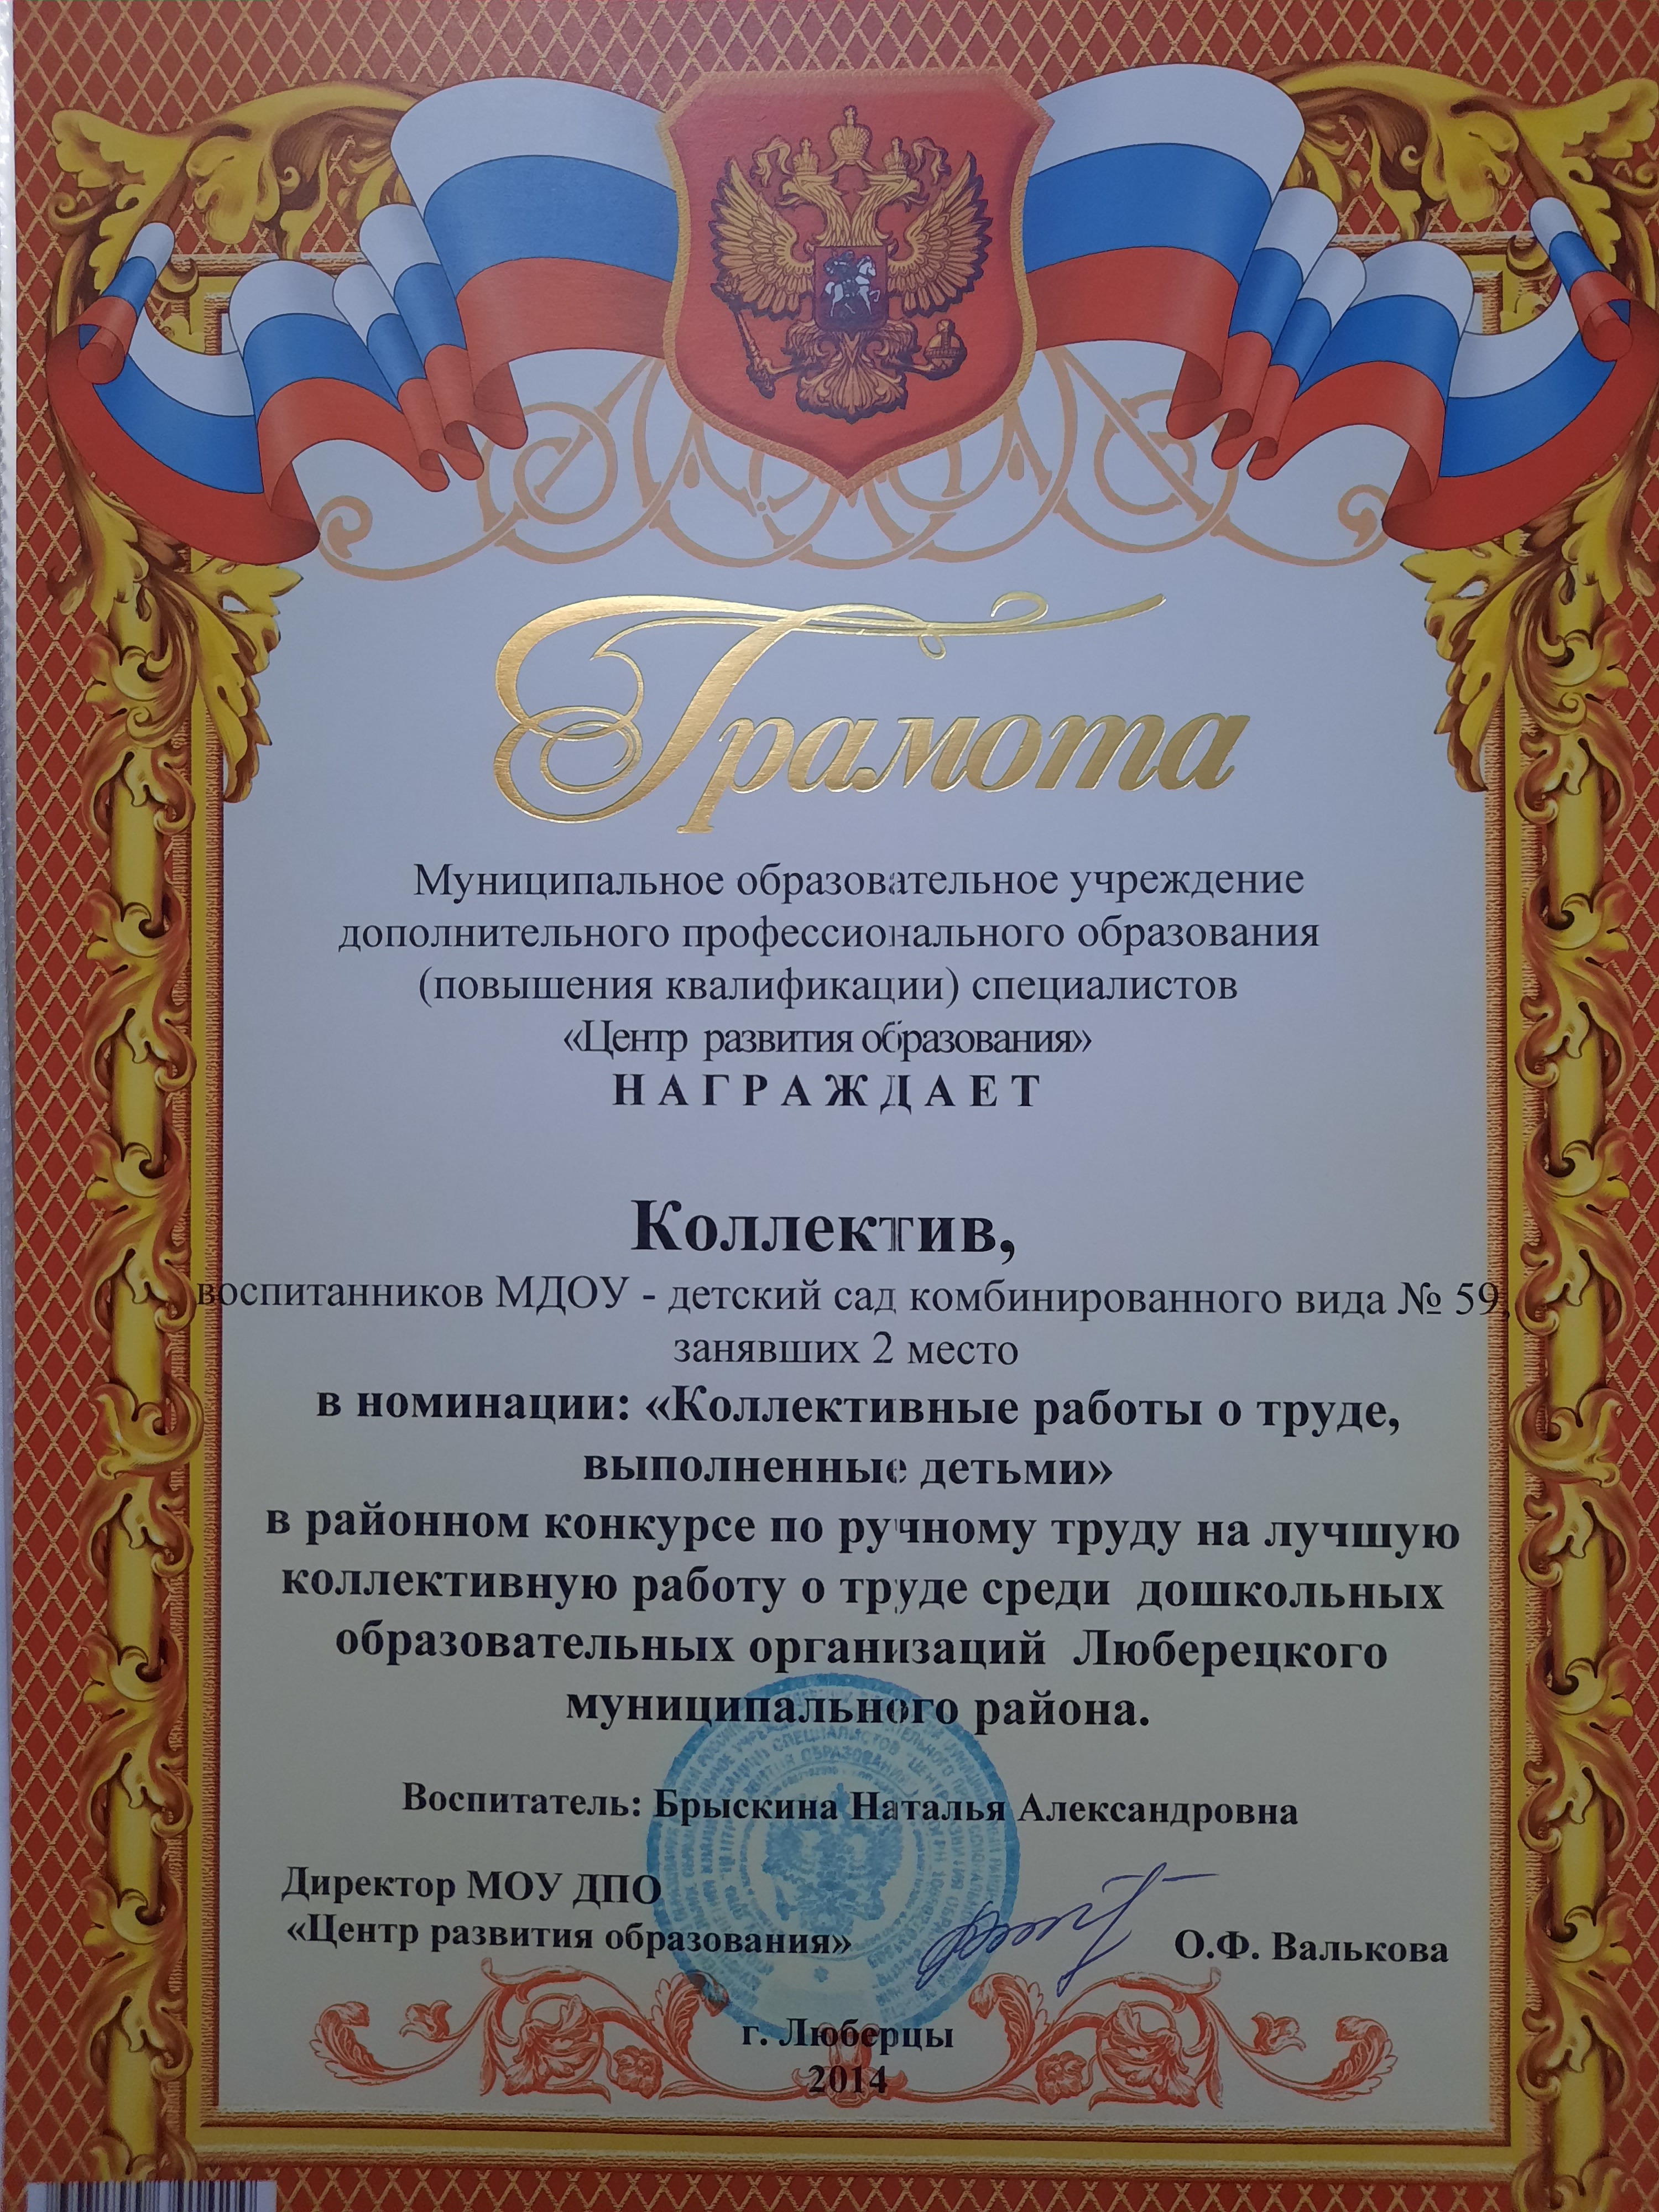 Грамота
Муниципальное образовательное учреждение
дополнительного профессионального образования
(повышения квалификации) специалистов
«Центр развития образования»
НАГРАЖДАЕТ
Коллектив,
воспитанников МДОУ - детский сад комбинированного вида № 59,
занявших 2 место
в номинации: «Коллективные работы о труде,
выполненные детьми»
в районном конкурсе по ручному труду на лучшую
коллективную работу о труде среди дошкольных
образовательных организаций Люберецкого
муниципального района.
Воспитатель: Брыскина Наталья Александровна
Директор МОУ ДПО
«Центр развития образования» О.Ф. Валькова
г. Люберцы
2014